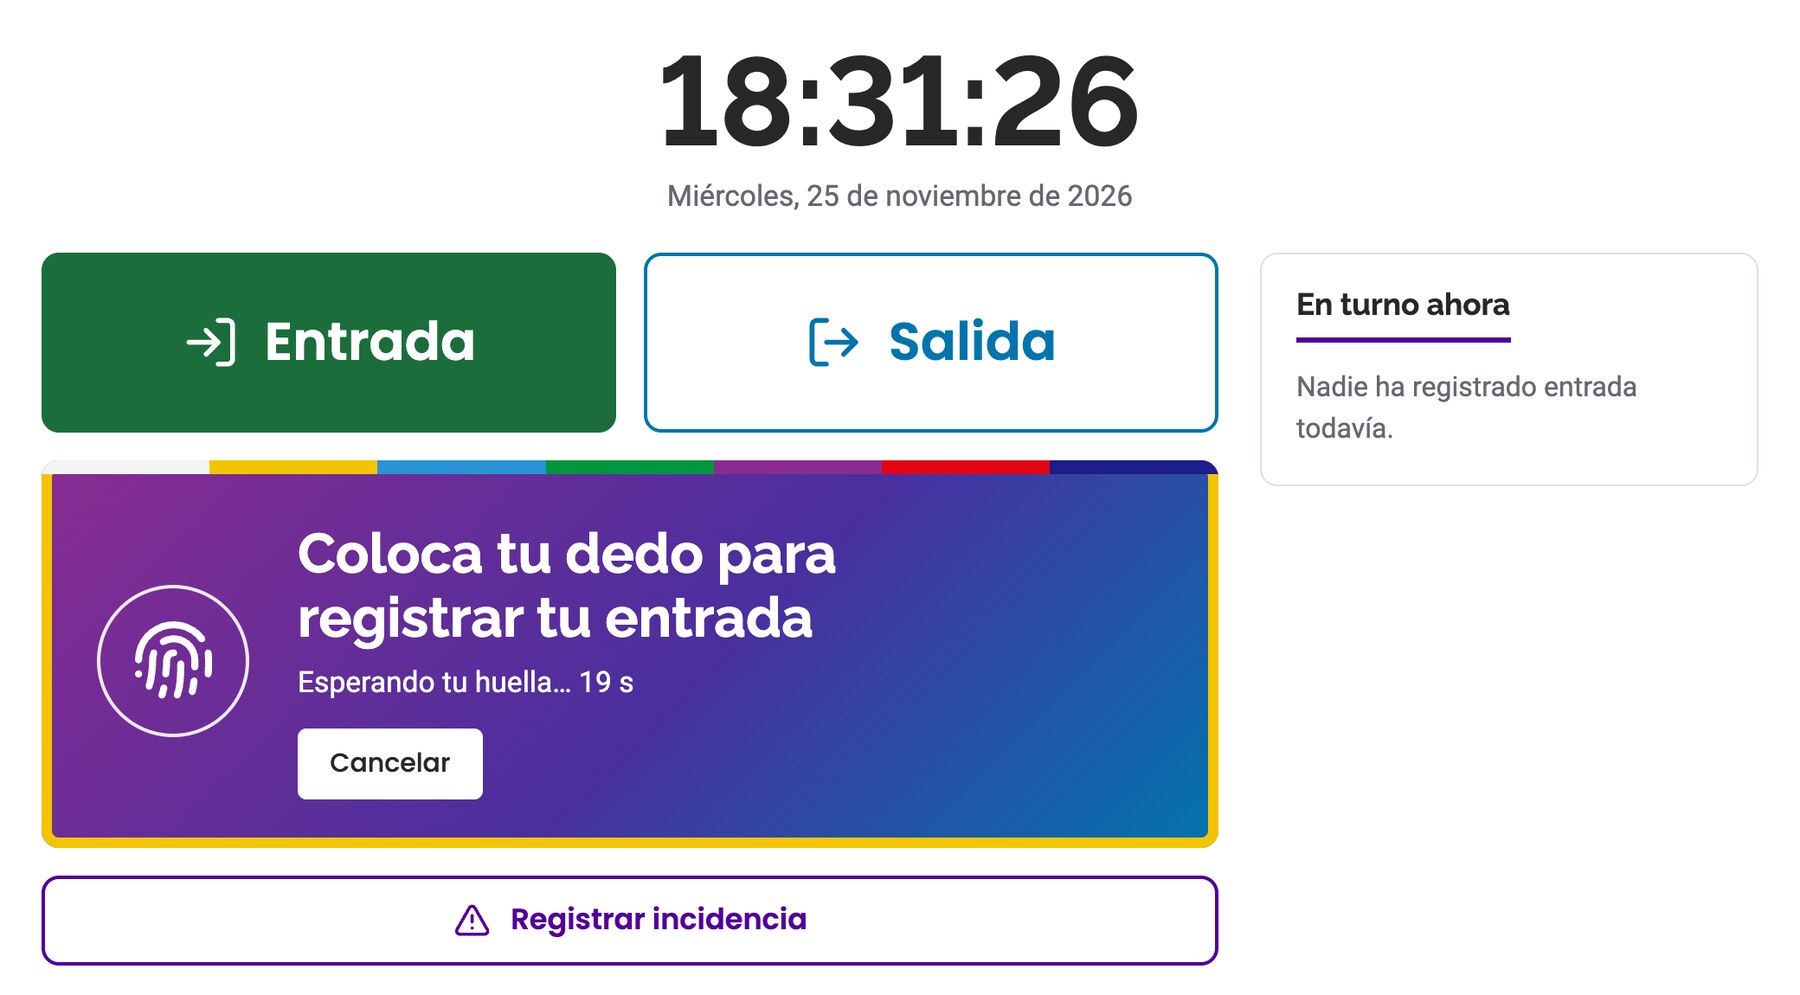 18:31:26
Miércoles, 25 de noviembre de 2026
Entrada
Salida
En turno ahora
Nadie ha registrado entrada
todavía.
Coloca tu dedo para
registrar tu entrada
Esperando tu huella... 19 s
Cancelar
Registrar incidencia